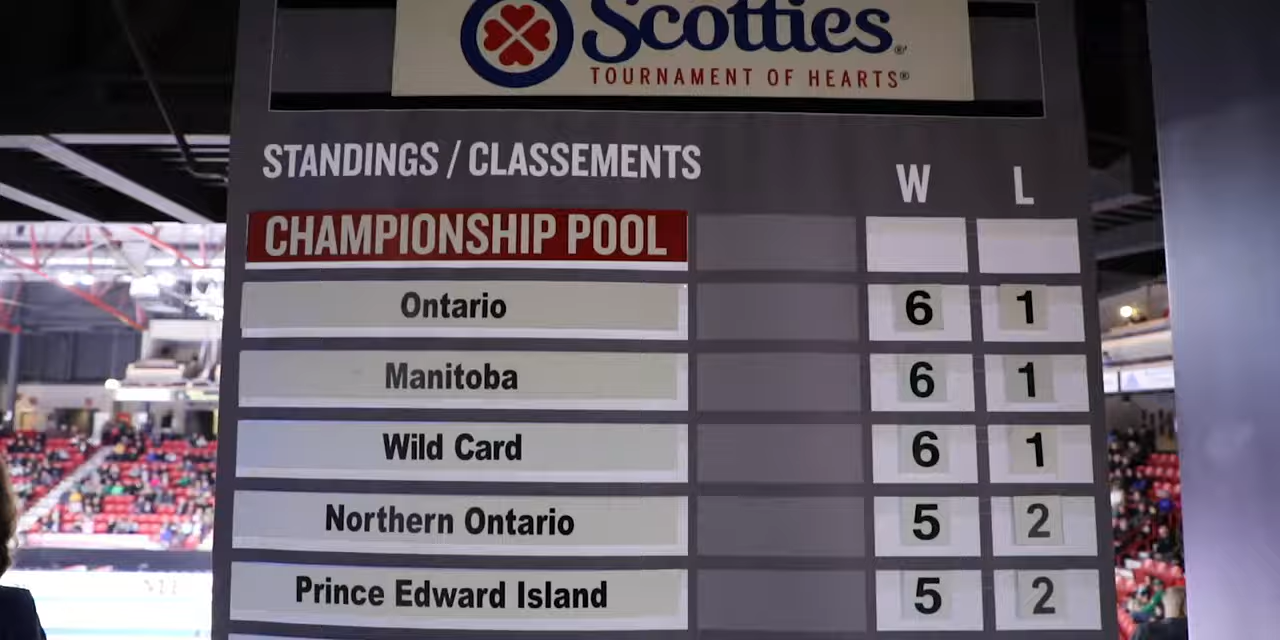 Scotties®
TOURNAMENT OF HEARTS®
STANDINGS / CLASSEMENTS W L
CHAMPIONSHIP POOL
Ontario 6 1
Manitoba 6 1
Wild Card 6 1
Northern Ontario 5 2
Prince Edward Island 5 2